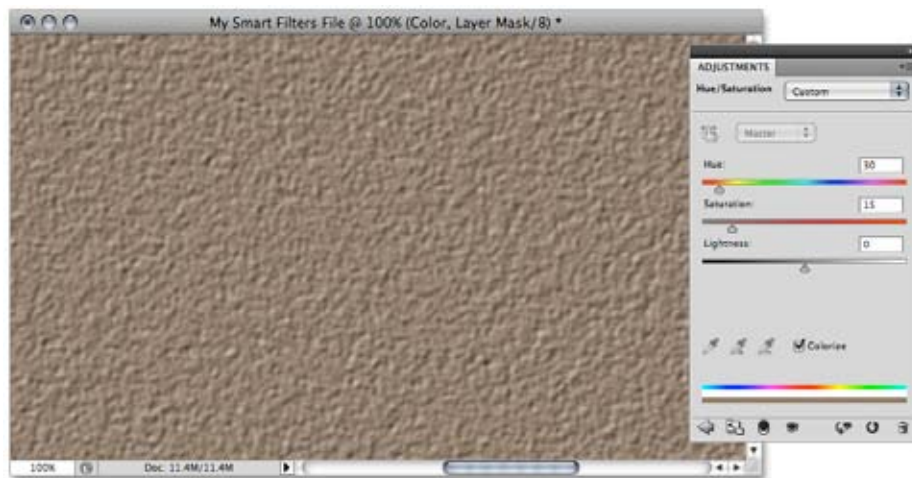 My Smart Filters File @ 100% (Color, Layer Mask/8) *
ADJUSTMENTS
Hue/Saturation Custom
Master
Hue: 30
Saturation: 15
Lightness: 0
Colorize
100% Doc: 11.4M/11.4M